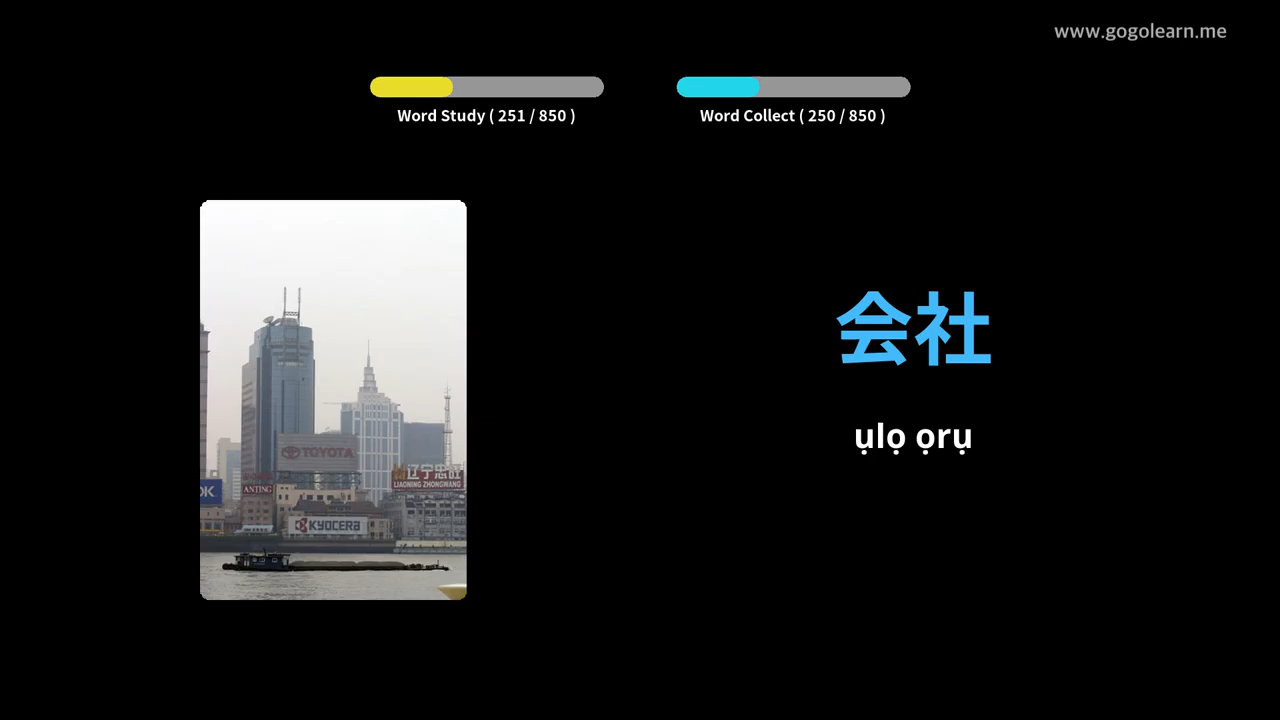 www.gogolearn.me
Word Study ( 251 / 850 )
Word Collect ( 250 / 850 )
会社
ụlọ ọrụ
TOYOTA
辽宁忠旺
LIAONING ZHONGWANG
ANTING
OK
KYOCERA